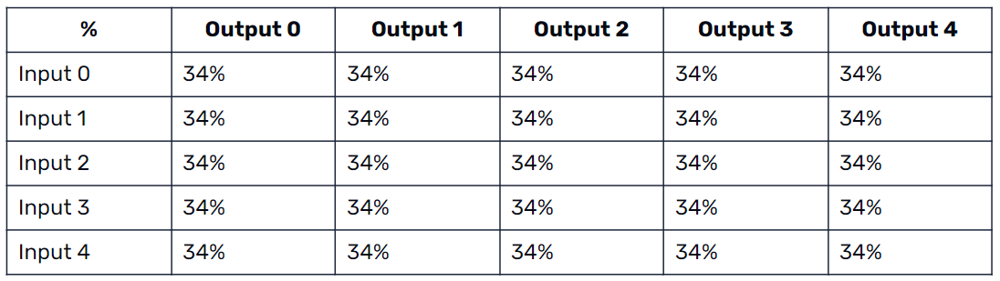 % Output 0 Output 1 Output 2 Output 3 Output 4
Input 0 34% 34% 34% 34% 34%
Input 1 34% 34% 34% 34% 34%
Input 2 34% 34% 34% 34% 34%
Input 3 34% 34% 34% 34% 34%
Input 4 34% 34% 34% 34% 34%